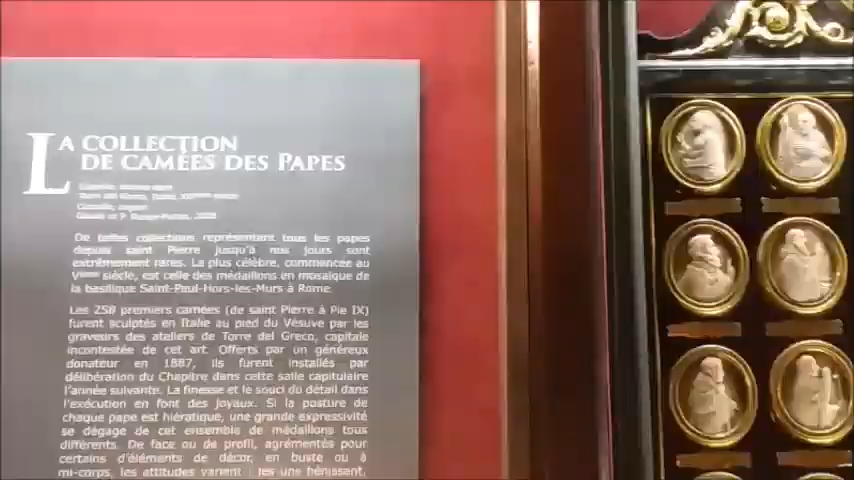 LA COLLECTION
DE CAMÉES DES PAPES
De telles collections représentant tous les papes
depuis saint Pierre jusqu'à nos jours sont
extrêmement rares. La plus célèbre, commencée au
Vème siècle, est celle des médaillons en mosaïque de
la basilique Saint-Paul-Hors-les-Murs à Rome.
Les 258 premiers camées (de saint Pierre à Pie IX)
furent sculptés en Italie au pied du Vésuve par les
graveurs des ateliers de Torre del Greco, capitale
incontestée de cet art. Offerts par un généreux
donateur en 1887, ils furent installés par
délibération du Chapitre dans cette salle capitulaire
l'année suivante. La finesse et le souci du détail dans
l'exécution en font des joyaux. Si la posture de
chaque pape est hiératique, une grande expressivité
se dégage de cet ensemble de médaillons tous
différents. De face ou de profil, agrémentés pour
certains d'éléments de décor, en buste ou à
mi-corps, les attitudes varient : les uns bénissent,